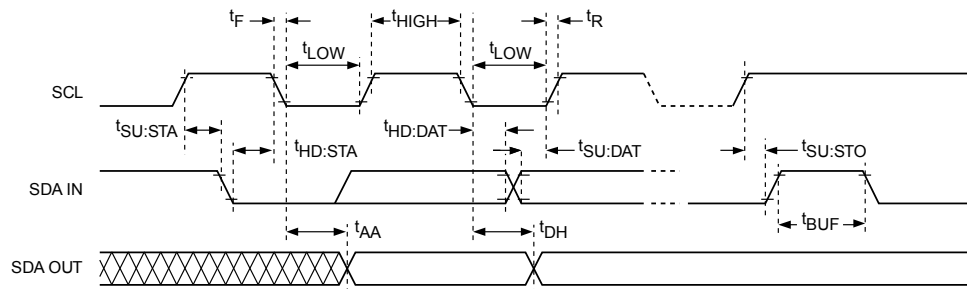 tF
tHIGH
tR
tLOW
tLOW
SCL
tSU:STA
tHD:DAT
tHD:STA
tSU:DAT
tSU:STO
SDA IN
tAA
tDH
tBUF
SDA OUT